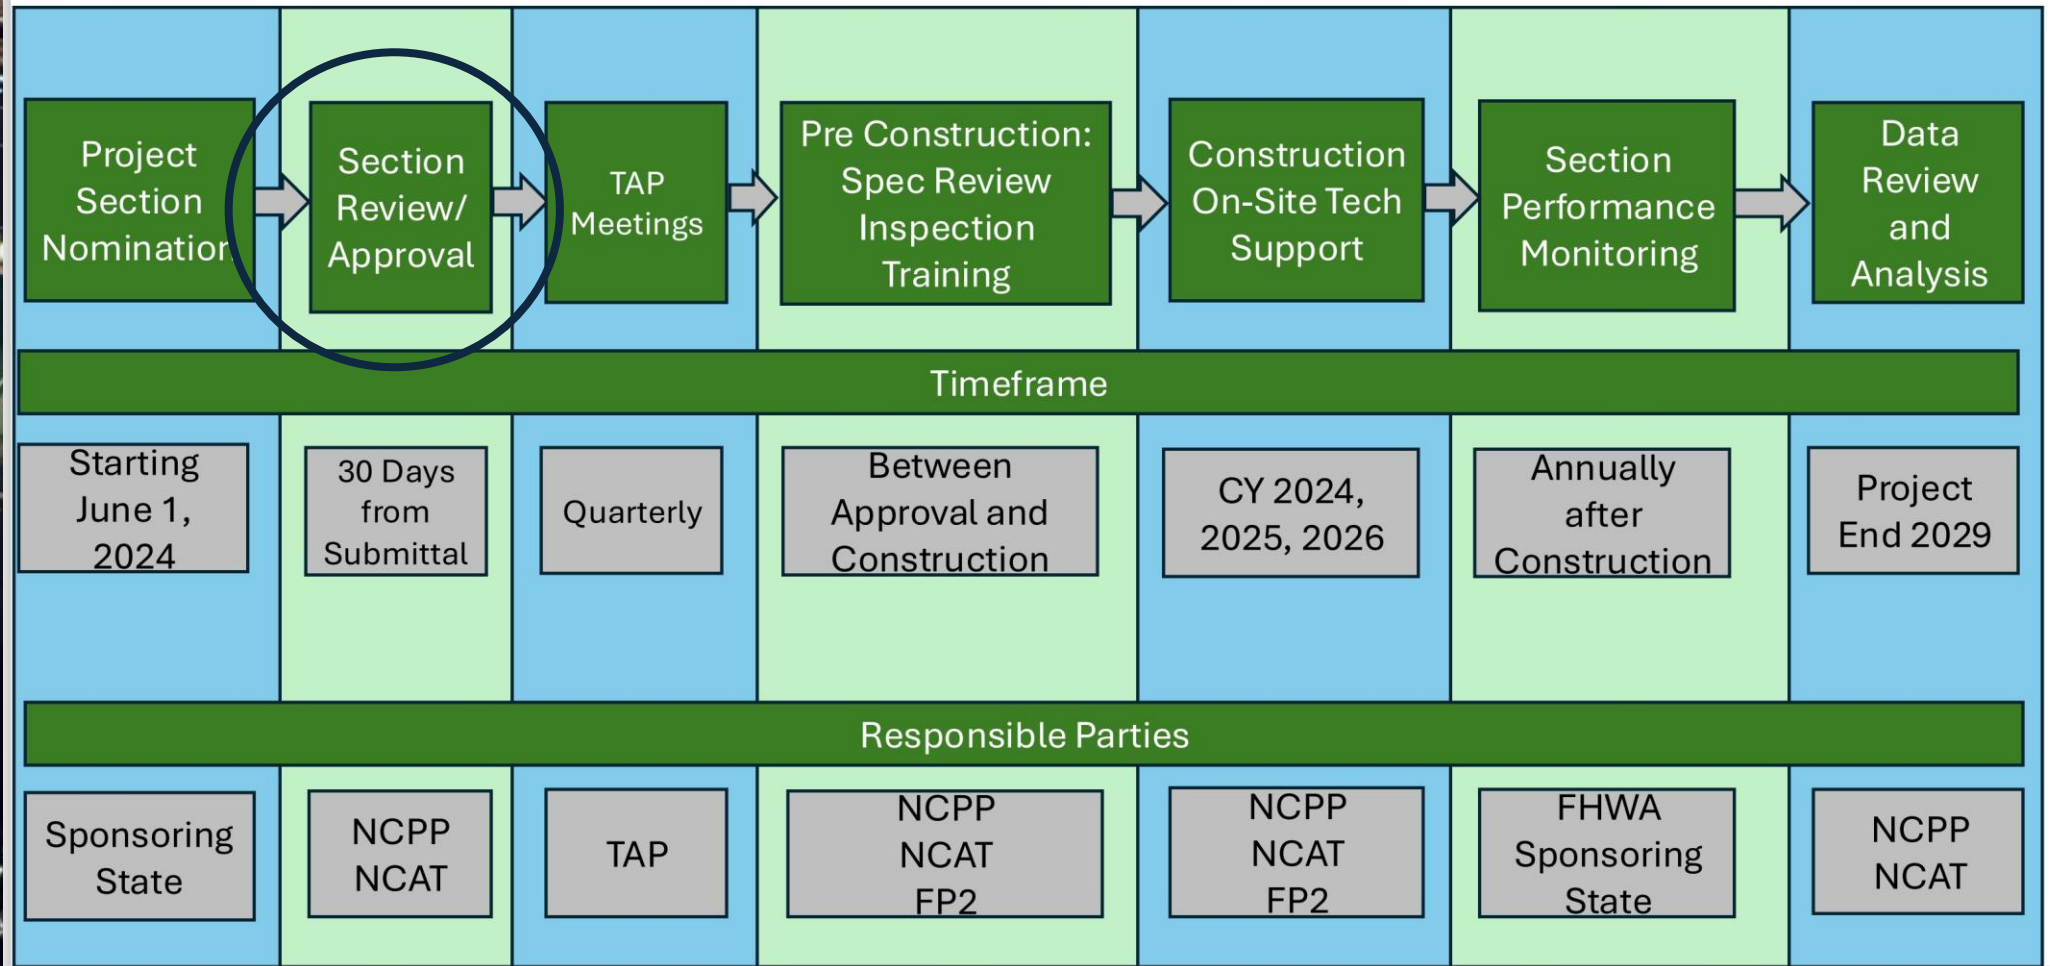 Project
Section
Nomination
Section
Review/
Approval
TAP
Meetings
Pre Construction:
Spec Review
Inspection
Training
Construction
On-Site Tech
Support
Section
Performance
Monitoring
Data
Review
and
Analysis
Timeframe
Starting
June 1,
2024
30 Days
from
Submittal
Quarterly
Between
Approval and
Construction
CY 2024,
2025, 2026
Annually
after
Construction
Project
End 2029
Responsible Parties
Sponsoring
State
NCPP
NCAT
TAP
NCPP
NCAT
FP2
NCPP
NCAT
FP2
FHWA
Sponsoring
State
NCPP
NCAT